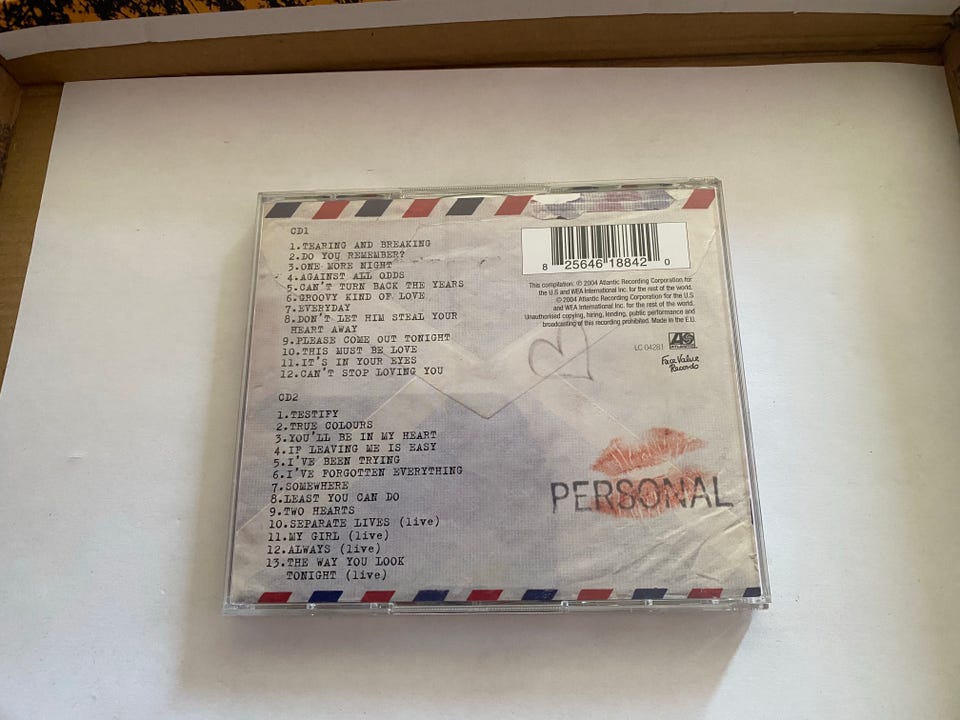 CD1
1.TEARING AND BREAKING
2.DO YOU REMEMBER?
3.ONE MORE NIGHT
4.AGAINST ALL ODDS
5.CAN'T TURN BACK THE YEARS
6.GROOVY KIND OF LOVE
7.EVERYDAY
8.DON'T LET HIM STEAL YOUR
HEART AWAY
9.PLEASE COME OUT TONIGHT
10.THIS MUST BE LOVE
11.IT'S IN YOUR EYES
12.CAN'T STOP LOVING YOU
CD2
1.TESTIFY
2.TRUE COLOURS
3.YOU'LL BE IN MY HEART
4.IF LEAVING ME IS EASY
5.I'VE BEEN TRYING
6.I'VE FORGOTTEN EVERYTHING
7.SOMEWHERE
8.LEAST YOU CAN DO
9.TWO HEARTS
10.SEPARATE LIVES (live)
11.MY GIRL (live)
12.ALWAYS (live)
13.THE WAY YOU LOOK
TONIGHT (live)
8 25646 18842 0
This compilation: ℗ 2004 Atlantic Recording Corporation for
the U.S and WEA International Inc. for the rest of the world.
© 2004 Atlantic Recording Corporation for the U.S
and WEA International Inc. for the rest of the world.
Unauthorised copying, hiring, lending, public performance and
broadcasting of this recording prohibited. Made in the E.U.
LC 04281
ATLANTIC
Face Value
Records
PERSONAL